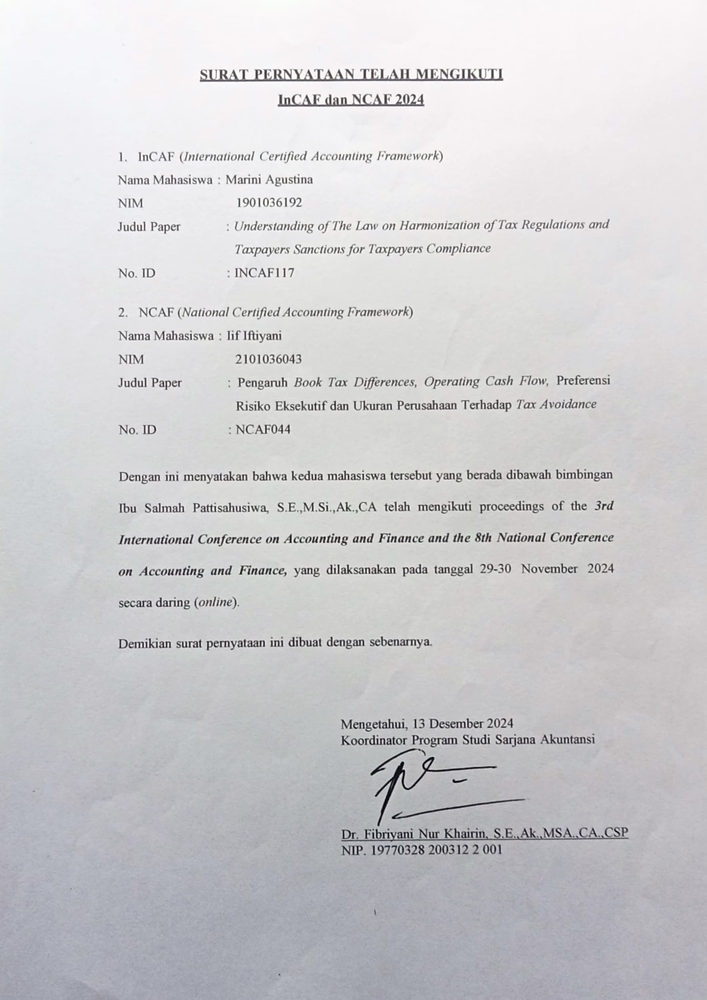 SURAT PERNYATAAN TELAH MENGIKUTI
InCAF dan NCAF 2024
1. InCAF (International Certified Accounting Framework)
Nama Mahasiswa : Marini Agustina
NIM 1901036192
Judul Paper : Understanding of The Law on Harmonization of Tax Regulations and
Taxpayers Sanctions for Taxpayers Compliance
No. ID : INCAF117
2. NCAF (National Certified Accounting Framework)
Nama Mahasiswa : Iif Iftiyani
NIM 2101036043
Judul Paper : Pengaruh Book Tax Differences, Operating Cash Flow, Preferensi
Risiko Eksekutif dan Ukuran Perusahaan Terhadap Tax Avoidance
No. ID : NCAF044
Dengan ini menyatakan bahwa kedua mahasiswa tersebut yang berada dibawah bimbingan
Ibu Salmah Pattisahusiwa, S.E.,M.Si.,Ak.,CA telah mengikuti proceedings of the 3rd
International Conference on Accounting and Finance and the 8th National Conference
on Accounting and Finance, yang dilaksanakan pada tanggal 29-30 November 2024
secara daring (online).
Demikian surat pernyataan ini dibuat dengan sebenarnya.
Mengetahui, 13 Desember 2024
Koordinator Program Studi Sarjana Akuntansi
Dr. Fibriyani Nur Khairin, S.E.,Ak.,MSA.,CA.,CSP
NIP. 19770328 200312 2 001